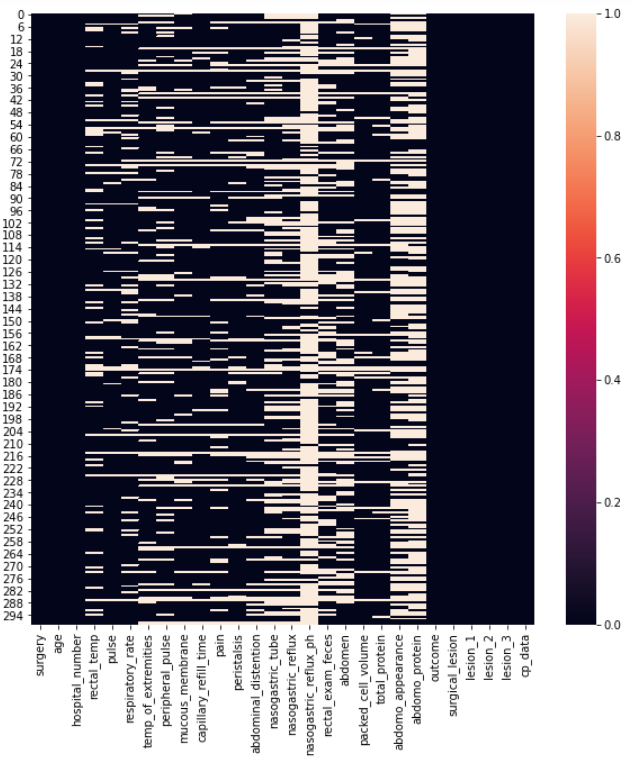 0
6
12
18
24
30
36
42
48
54
60
66
72
78
84
90
96
102
108
114
120
126
132
138
144
150
156
162
168
174
180
186
192
198
204
210
216
222
228
234
240
246
252
258
264
270
276
282
288
294
surgery
age
hospital_number
rectal_temp
pulse
respiratory_rate
temp_of_extremities
peripheral_pulse
mucous_membrane
capillary_refill_time
pain
peristalsis
abdominal_distention
nasogastric_tube
nasogastric_reflux
nasogastric_reflux_ph
rectal_exam_feces
abdomen
packed_cell_volume
total_protein
abdomo_appearance
abdomo_protein
outcome
surgical_lesion
lesion_1
lesion_2
lesion_3
cp_data
1.0
0.8
0.6
0.4
0.2
0.0